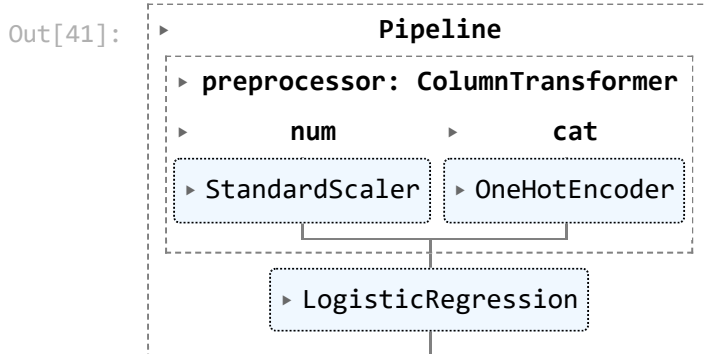 Out[41]:
Pipeline
preprocessor: ColumnTransformer
num cat
StandardScaler OneHotEncoder
LogisticRegression